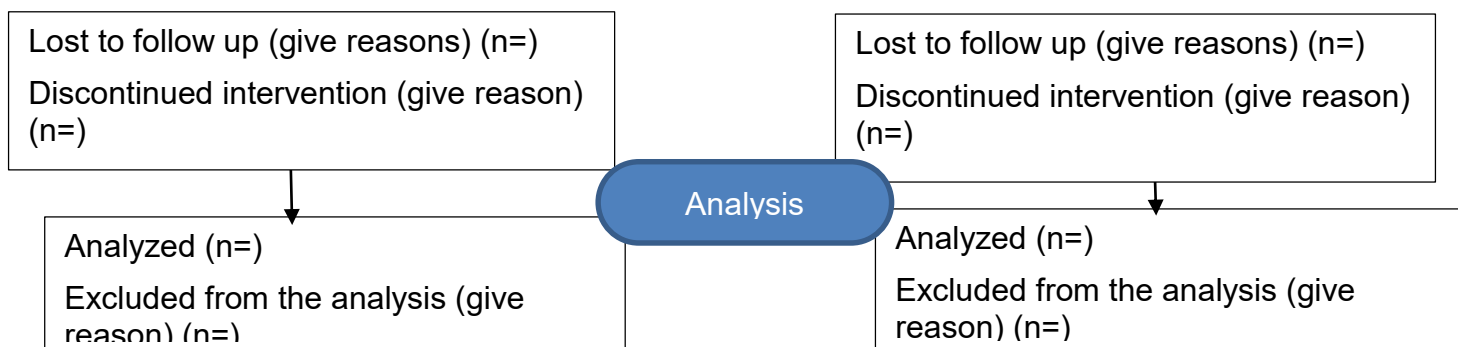 Lost to follow up (give reasons) (n=)
Discontinued intervention (give reason)
(n=)
Lost to follow up (give reasons) (n=)
Discontinued intervention (give reason)
(n=)
Analysis
Analyzed (n=)
Excluded from the analysis (give
reason) (n=)
Analyzed (n=)
Excluded from the analysis (give
reason) (n=)